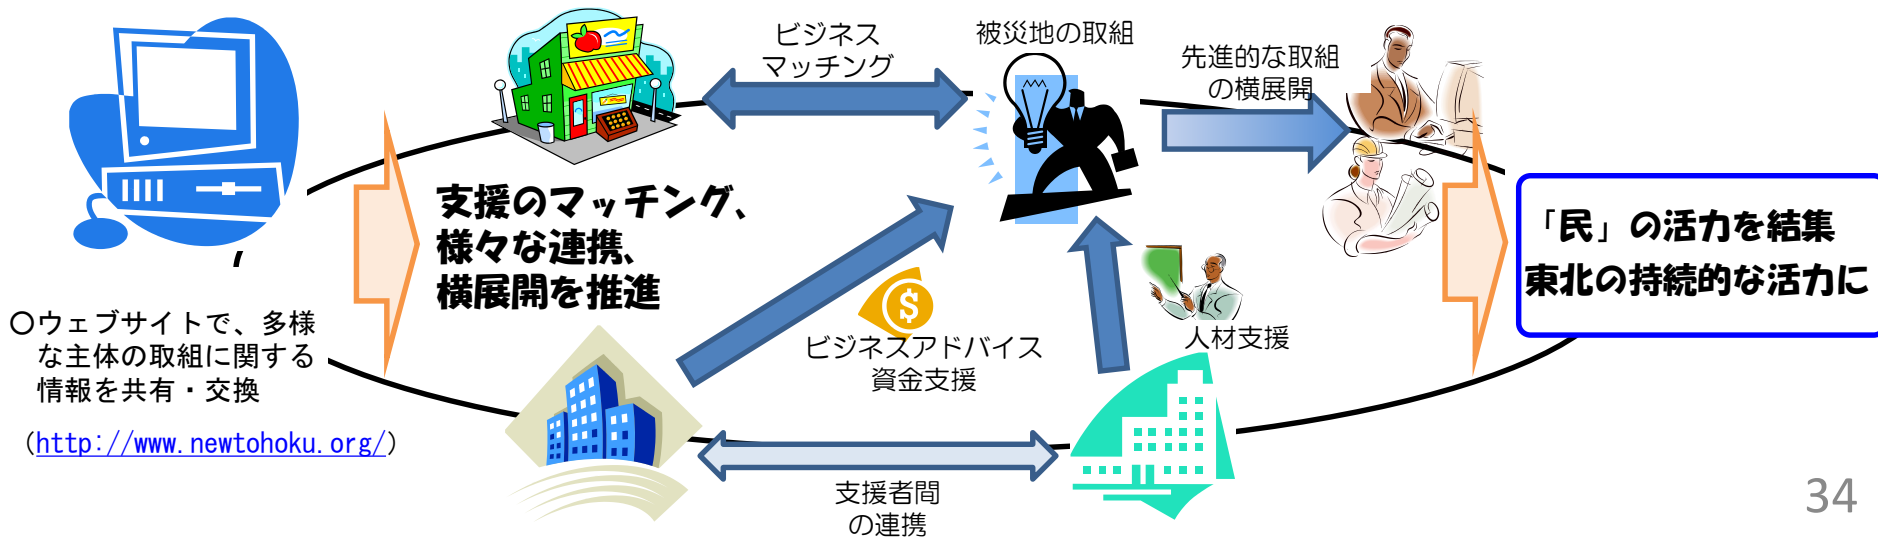 ビジネス
マッチング
被災地の取組
先進的な取組
の横展開
支援のマッチング、
様々な連携、
横展開を推進
「民」の活力を結集
東北の持続的な活力に
〇ウェブサイトで、多様
な主体の取組に関する
情報を共有・交換
(http://www.newtohoku.org/)
ビジネスアドバイス
資金支援
人材支援
支援者間
の連携
34